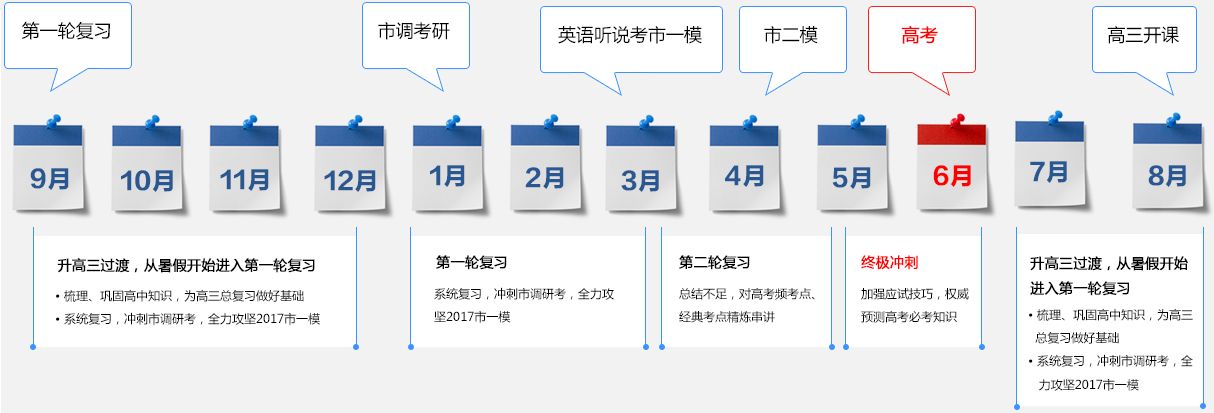 第一轮复习
市调考研
英语听说考市一模
市二模
高考
高三开课
9月
10月
11月
12月
1月
2月
3月
4月
5月
6月
7月
8月
升高三过渡，从暑假开始进入第一轮复习
• 梳理、巩固高中知识，为高三总复习做好基础
• 系统复习，冲刺市调研考，全力攻坚2017市一模
第一轮复习
系统复习，冲刺市调研考，全力攻
坚2017市一模
第二轮复习
总结不足，对高考频考点、
经典考点精炼串讲
终极冲刺
加强应试技巧，权威
预测高考必考知识
升高三过渡，从暑假开始
进入第一轮复习
• 梳理、巩固高中知识，为高三
总复习做好基础
• 系统复习，冲刺市调研考，全
力攻坚2017市一模